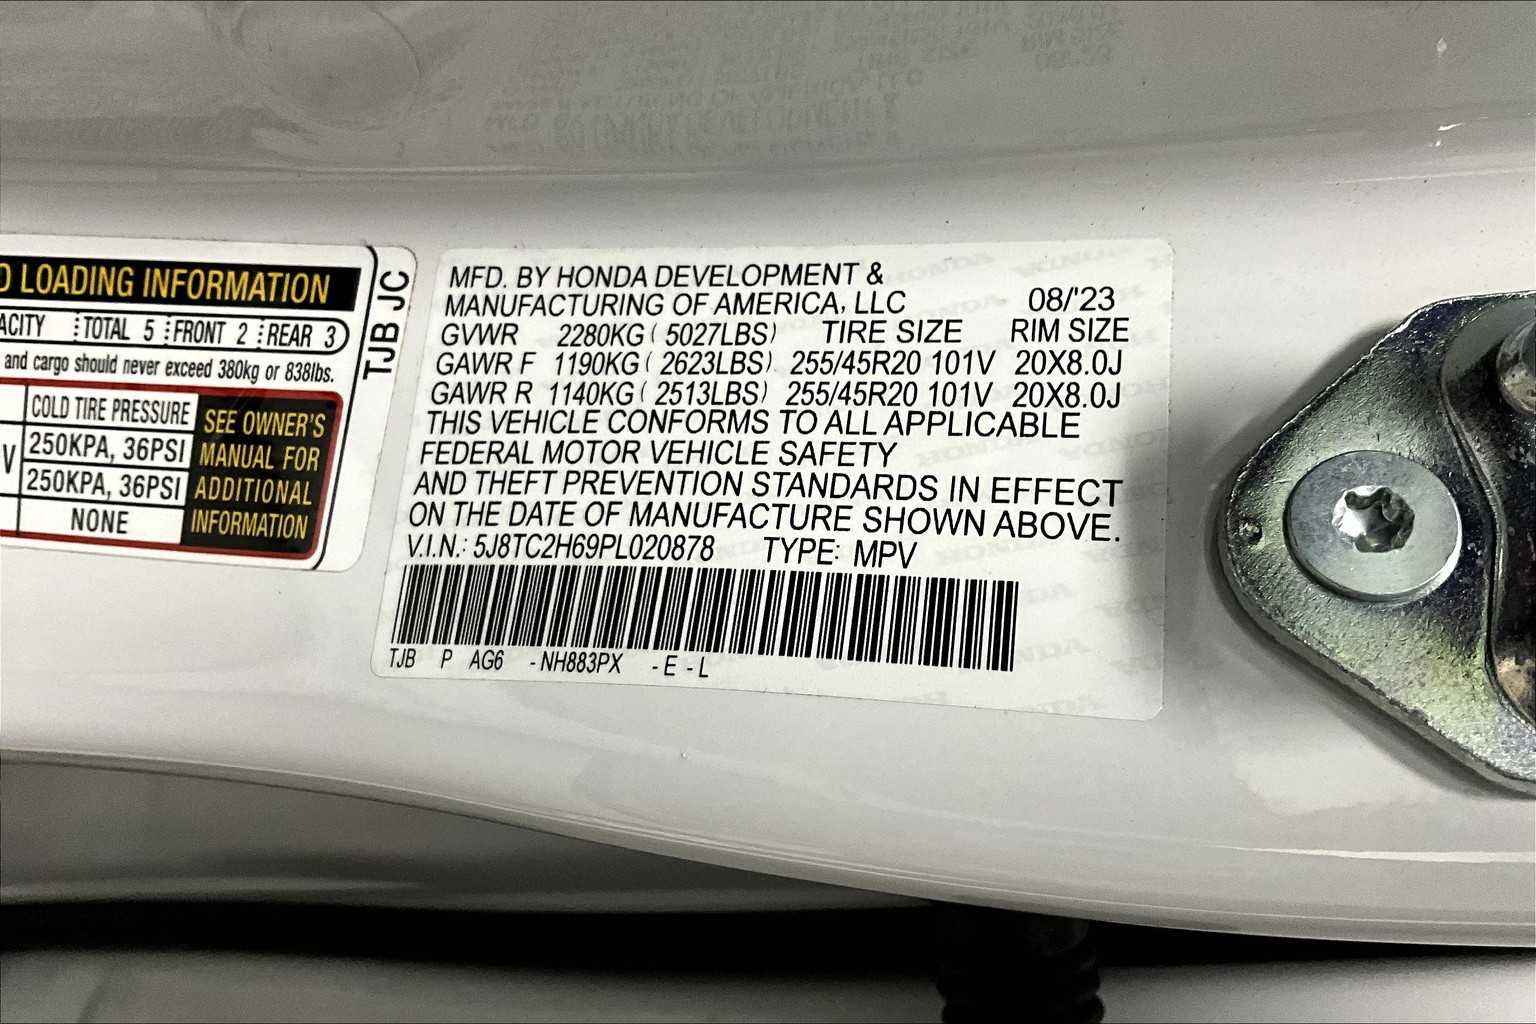 D LOADING INFORMATION
ACITY TOTAL 5 FRONT 2 REAR 3
and cargo should never exceed 380kg or 838lbs.
COLD TIRE PRESSURE
V 250KPA, 36PSI
250KPA, 36PSI
NONE
SEE OWNER'S
MANUAL FOR
ADDITIONAL
INFORMATION
TJB JC
MFD. BY HONDA DEVELOPMENT &
MANUFACTURING OF AMERICA, LLC 08/'23
GVWR 2280KG ( 5027LBS) TIRE SIZE RIM SIZE
GAWR F 1190KG ( 2623LBS) 255/45R20 101V 20X8.0J
GAWR R 1140KG ( 2513LBS) 255/45R20 101V 20X8.0J
THIS VEHICLE CONFORMS TO ALL APPLICABLE
FEDERAL MOTOR VEHICLE SAFETY
AND THEFT PREVENTION STANDARDS IN EFFECT
ON THE DATE OF MANUFACTURE SHOWN ABOVE.
V.I.N.: 5J8TC2H69PL020878 TYPE: MPV
TJB P AG6 -NH883PX -E -L